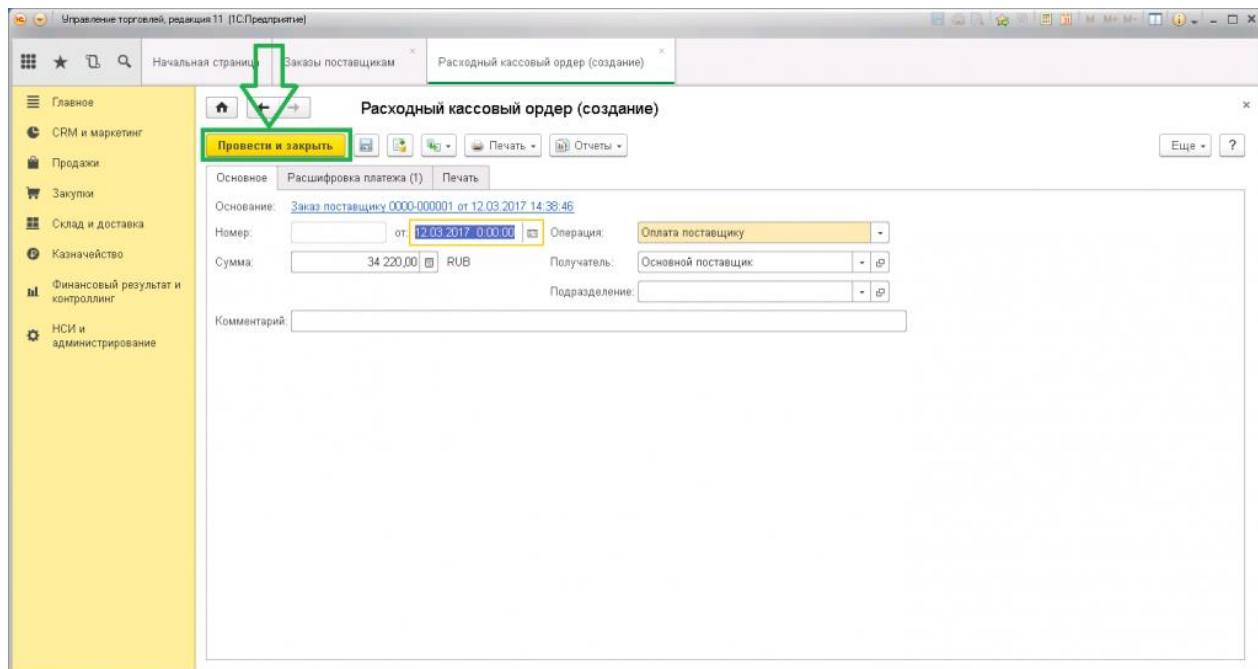 Управление торговлей, редакция 11 (1С:Предприятие)
M M+ M-
Начальная страница Заказы поставщикам Расходный кассовый ордер (создание)
Главное
CRM и маркетинг
Продажи
Закупки
Склад и доставка
Казначейство
Финансовый результат и
контроллинг
НСИ и
администрирование
Расходный кассовый ордер (создание)
Провести и закрыть Печать Отчеты Еще ?
Основное Расшифровка платежа (1) Печать
Основание: Заказ поставщику 0000-000001 от 12.03.2017 14:38:46
Номер: от: 12.03.2017 0:00:00 Операция: Оплата поставщику
Сумма: 34 220,00 RUB Получатель: Основной поставщик
Подразделение:
Комментарий: